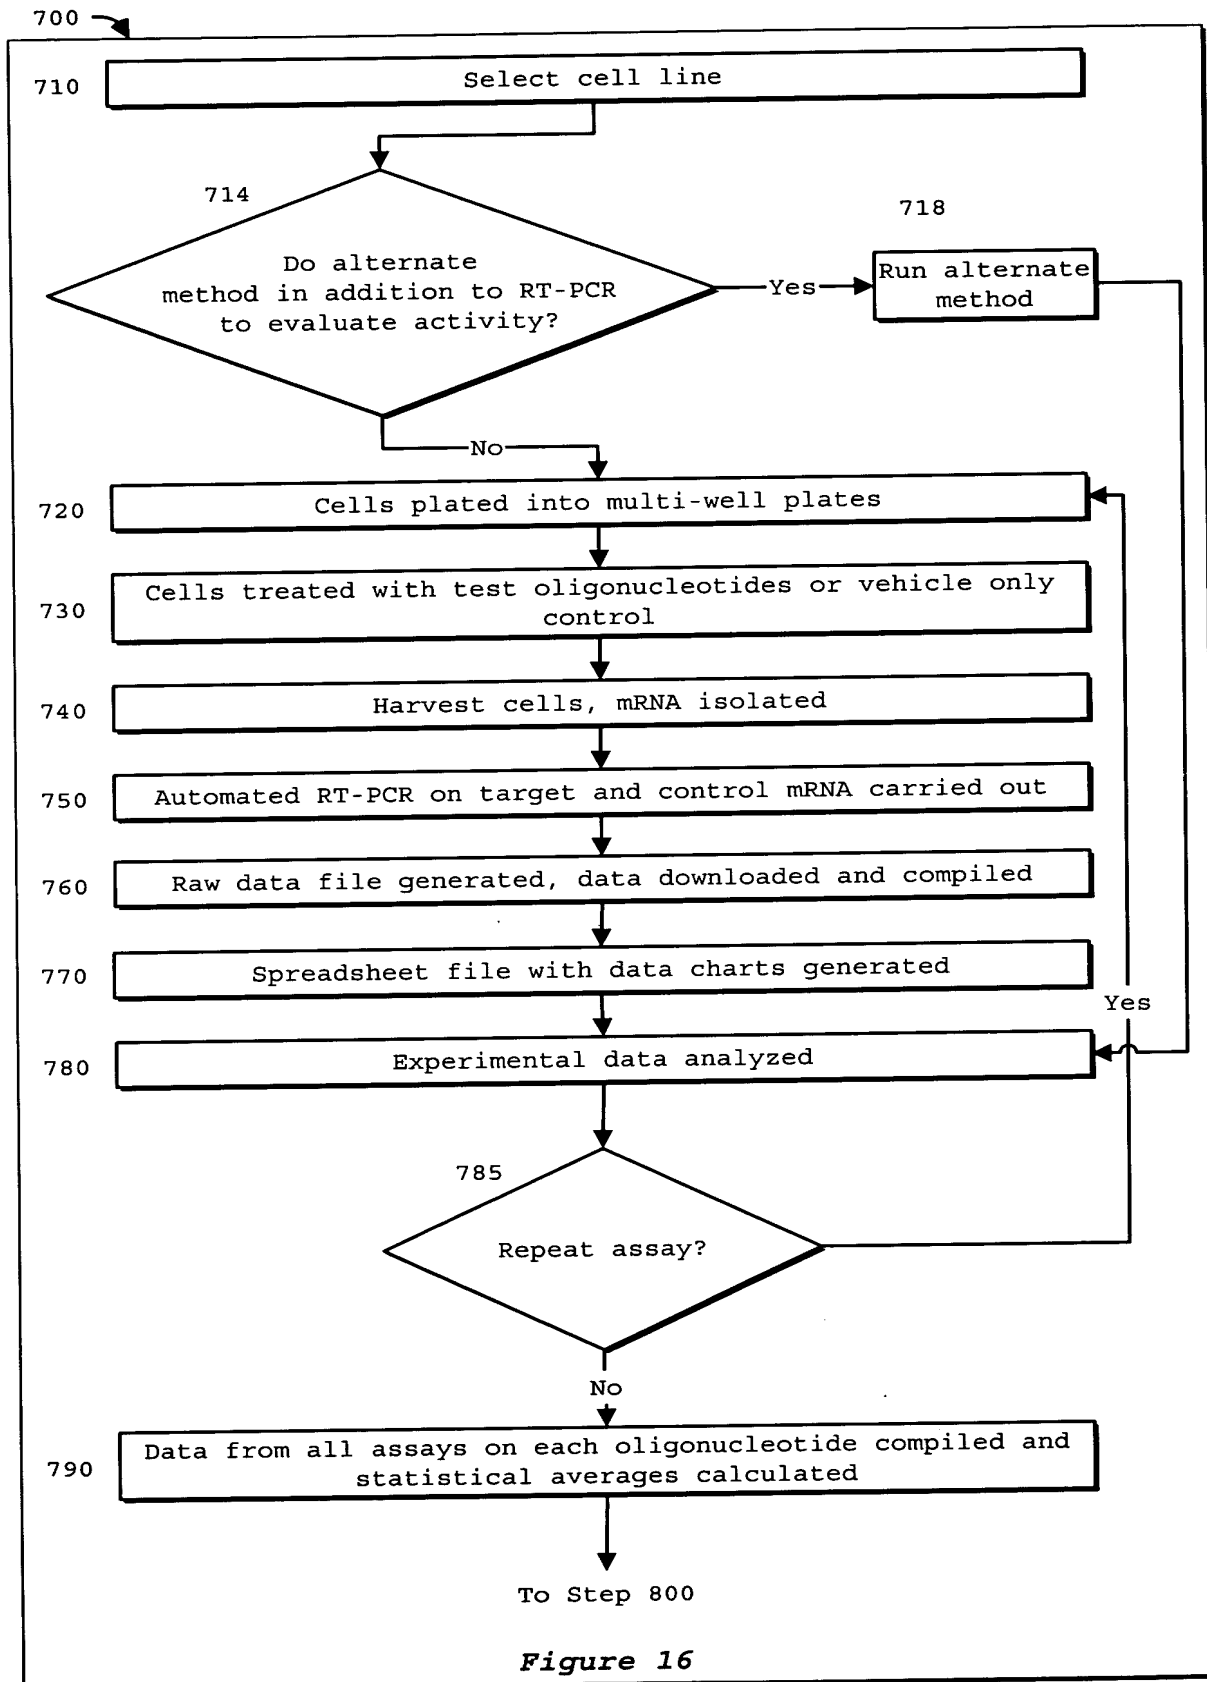 700
710
Select cell line
714
718
Do alternate
method in addition to RT-PCR
to evaluate activity?
Yes
Run alternate
method
No
720
Cells plated into multi-well plates
730
Cells treated with test oligonucleotides or vehicle only
control
740
Harvest cells, mRNA isolated
750
Automated RT-PCR on target and control mRNA carried out
760
Raw data file generated, data downloaded and compiled
770
Spreadsheet file with data charts generated
Yes
780
Experimental data analyzed
785
Repeat assay?
No
790
Data from all assays on each oligonucleotide compiled and
statistical averages calculated
To Step 800
Figure 16